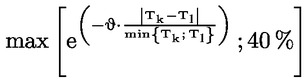 max [ e^( −ϑ · |T_k − T_l| / min{T_k; T_l} ) ; 40 % ]